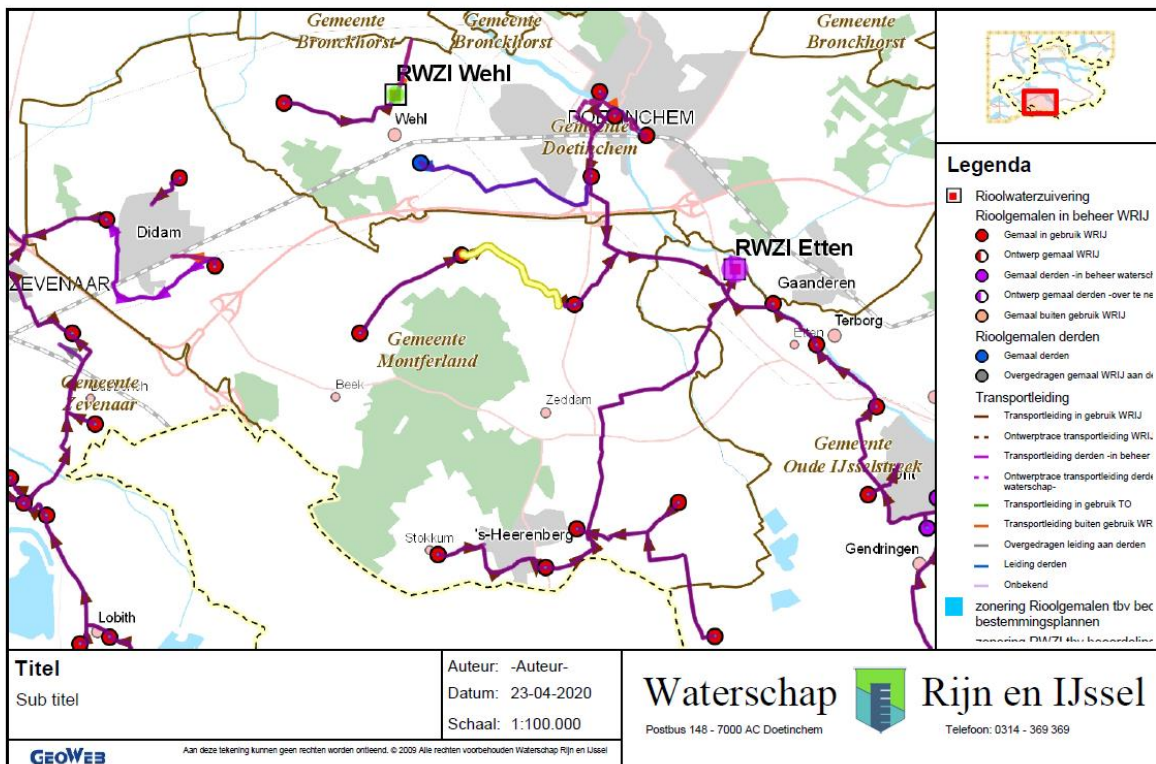 Gemeente
Bronckhorst
Gemeente
Bronckhorst
Gemeente
Bronckhorst
RWZI Wehl
Wehl
Gemeente
Doetinchem
Didam
ZEVENAAR
RWZI Etten
Gaanderen
Etten
Terborg
Gemeente
Montferland
Beek
Zeddam
Gemeente
Zevenaar
Gemeente
Oude IJsselstreek
Stokkum
's-Heerenberg
Gendringen
Lobith
Legenda
Rioolwaterzuivering
Rioolgemalen in beheer WRIJ
Gemaal in gebruik WRIJ
Ontwerp gemaal WRIJ
Gemaal derden -in beheer watersch
Ontwerp gemaal derden -over te ne
Gemaal buiten gebruik WRIJ
Rioolgemalen derden
Gemaal derden
Overgedragen gemaal WRIJ aan de
Transportleiding
Transportleiding in gebruik WRIJ
Ontwerptrace transportleiding WRIJ
Transportleiding derden -in beheer
Ontwerptrace transportleiding derde
waterschap-
Transportleiding in gebruik TO
Transportleiding buiten gebruik WR
Overgedragen leiding aan derden
Leiding derden
Onbekend
zonering Rioolgemalen tbv bec
bestemmingsplannen
Titel
Sub titel
Auteur: -Auteur-
Datum: 23-04-2020
Schaal: 1:100.000
Waterschap Rijn en IJssel
Postbus 148 - 7000 AC Doetinchem Telefoon: 0314 - 369 369
GEOWEB
Aan deze tekening kunnen geen rechten worden ontleend. © 2009 Alle rechten voorbehouden Waterschap Rijn en IJssel